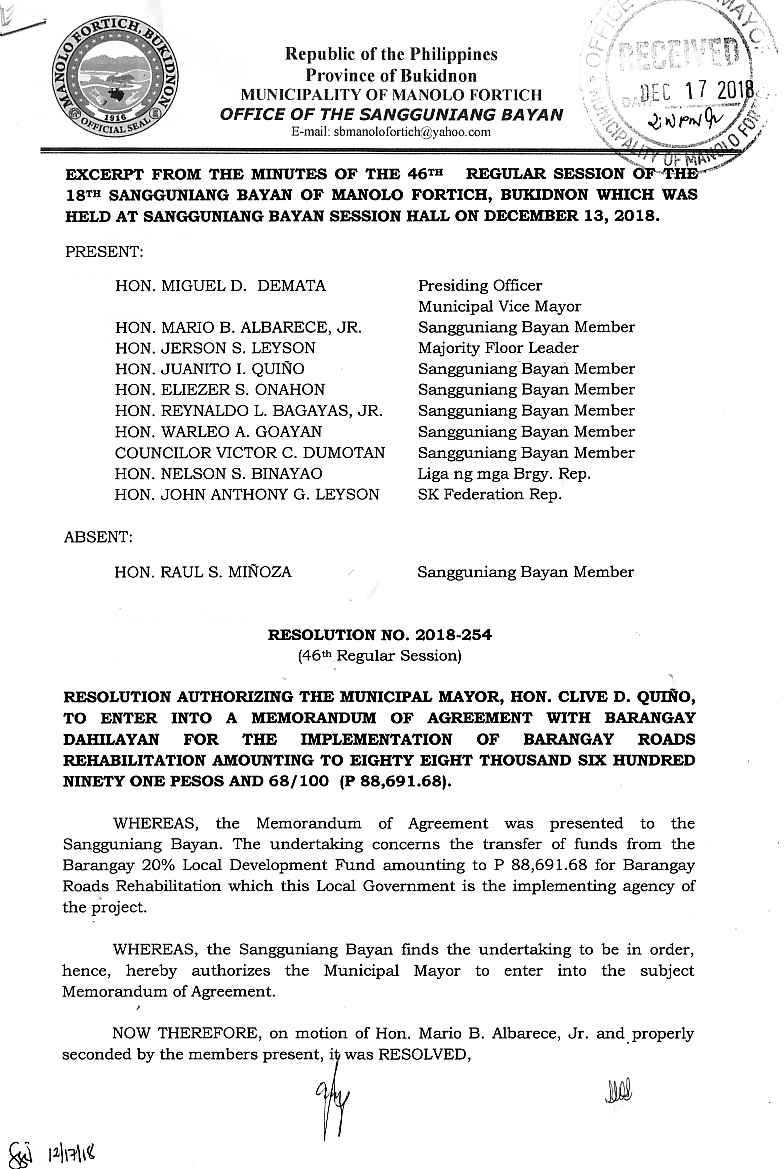 MANOLO FORTICH, BUKIDNON
1916
OFFICIAL SEAL
Republic of the Philippines
Province of Bukidnon
MUNICIPALITY OF MANOLO FORTICH
OFFICE OF THE SANGGUNIANG BAYAN
E-mail: sbmanolofortich@yahoo.com
RECEIVED
DEC 17 2018
MUNICIPALITY OF MANOLO FORT
EXCERPT FROM THE MINUTES OF THE 46TH REGULAR SESSION OF THE
18TH SANGGUNIANG BAYAN OF MANOLO FORTICH, BUKIDNON WHICH WAS
HELD AT SANGGUNIANG BAYAN SESSION HALL ON DECEMBER 13, 2018.
PRESENT:
HON. MIGUEL D. DEMATA Presiding Officer
Municipal Vice Mayor
HON. MARIO B. ALBARECE, JR. Sangguniang Bayan Member
HON. JERSON S. LEYSON Majority Floor Leader
HON. JUANITO I. QUIÑO Sangguniang Bayan Member
HON. ELIEZER S. ONAHON Sangguniang Bayan Member
HON. REYNALDO L. BAGAYAS, JR. Sangguniang Bayan Member
HON. WARLEO A. GOAYAN Sangguniang Bayan Member
COUNCILOR VICTOR C. DUMOTAN Sangguniang Bayan Member
HON. NELSON S. BINAYAO Liga ng mga Brgy. Rep.
HON. JOHN ANTHONY G. LEYSON SK Federation Rep.
ABSENT:
HON. RAUL S. MIÑOZA Sangguniang Bayan Member
RESOLUTION NO. 2018-254
(46th Regular Session)
RESOLUTION AUTHORIZING THE MUNICIPAL MAYOR, HON. CLIVE D. QUIÑO,
TO ENTER INTO A MEMORANDUM OF AGREEMENT WITH BARANGAY
DAHILAYAN FOR THE IMPLEMENTATION OF BARANGAY ROADS
REHABILITATION AMOUNTING TO EIGHTY EIGHT THOUSAND SIX HUNDRED
NINETY ONE PESOS AND 68/100 (P 88,691.68).
WHEREAS, the Memorandum of Agreement was presented to the
Sangguniang Bayan. The undertaking concerns the transfer of funds from the
Barangay 20% Local Development Fund amounting to P 88,691.68 for Barangay
Roads Rehabilitation which this Local Government is the implementing agency of
the project.
WHEREAS, the Sangguniang Bayan finds the undertaking to be in order,
hence, hereby authorizes the Municipal Mayor to enter into the subject
Memorandum of Agreement.
NOW THEREFORE, on motion of Hon. Mario B. Albarece, Jr. and properly
seconded by the members present, it was RESOLVED,
12/17/18